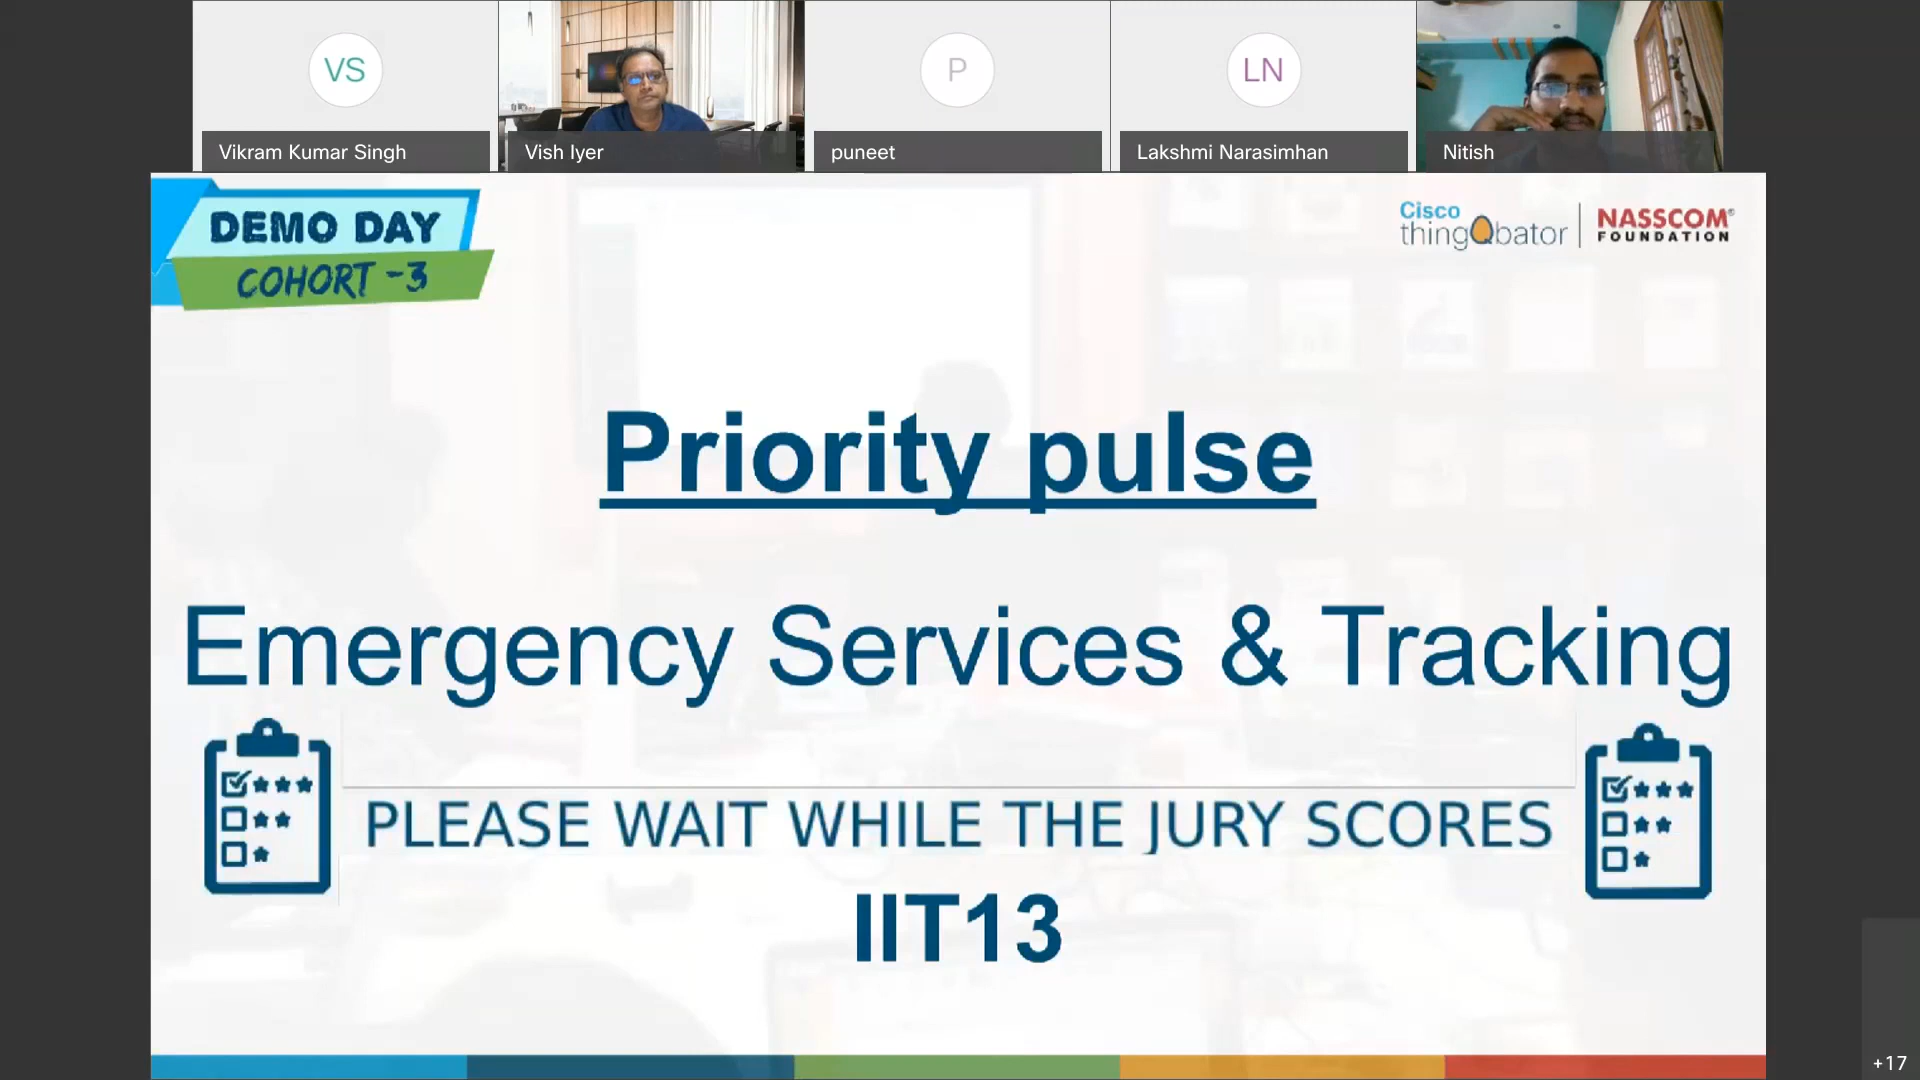 VS
P
LN
Vikram Kumar Singh
Vish Iyer
puneet
Lakshmi Narasimhan
Nitish
DEMO DAY
COHORT -3
Cisco
thingQbator
NASSCOM®
FOUNDATION
Priority pulse
Emergency Services & Tracking
PLEASE WAIT WHILE THE JURY SCORES
IIT13
+17